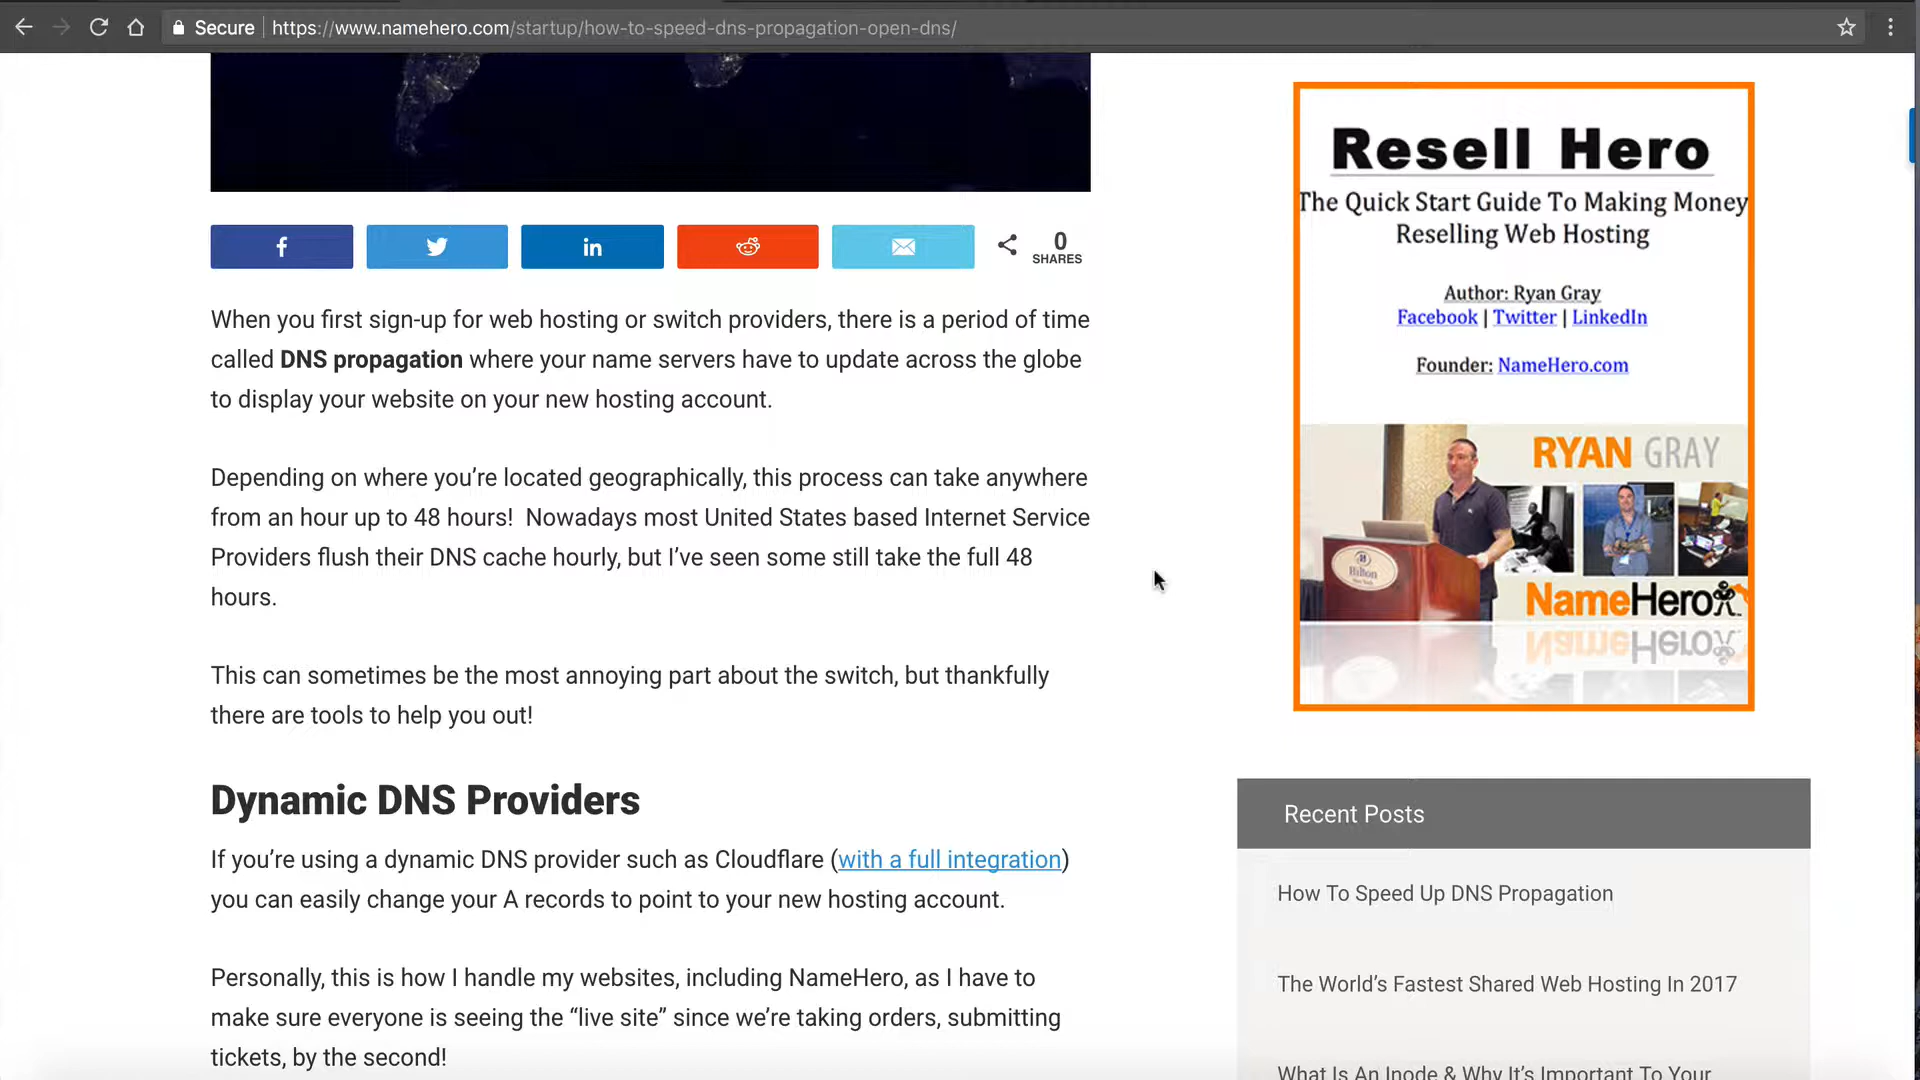 Secure https://www.namehero.com/startup/how-to-speed-dns-propagation-open-dns/
f in 0
SHARES
When you first sign-up for web hosting or switch providers, there is a period of time
called DNS propagation where your name servers have to update across the globe
to display your website on your new hosting account.
Depending on where you’re located geographically, this process can take anywhere
from an hour up to 48 hours!  Nowadays most United States based Internet Service
Providers flush their DNS cache hourly, but I’ve seen some still take the full 48
hours.
This can sometimes be the most annoying part about the switch, but thankfully
there are tools to help you out!
Dynamic DNS Providers
If you’re using a dynamic DNS provider such as Cloudflare (with a full integration)
you can easily change your A records to point to your new hosting account.
Personally, this is how I handle my websites, including NameHero, as I have to
make sure everyone is seeing the “live site” since we’re taking orders, submitting
tickets, by the second!
Resell Hero
The Quick Start Guide To Making Money
Reselling Web Hosting
Author: Ryan Gray
Facebook | Twitter | LinkedIn
Founder: NameHero.com
RYAN GRAY
Hilton
NameHero
Recent Posts
How To Speed Up DNS Propagation
The World’s Fastest Shared Web Hosting In 2017
What Is An Inode & Why It’s Important To Your